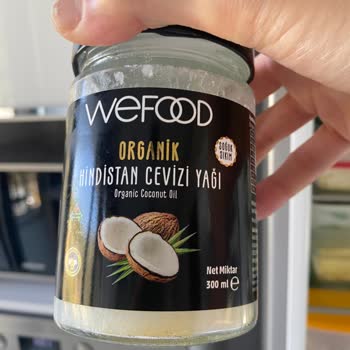 WEFOOD
ORGANİK
HİNDİSTAN CEVİZİ YAĞI
Organic Coconut Oil
SOĞUK
SIKIM
Net Miktar
300 ml e